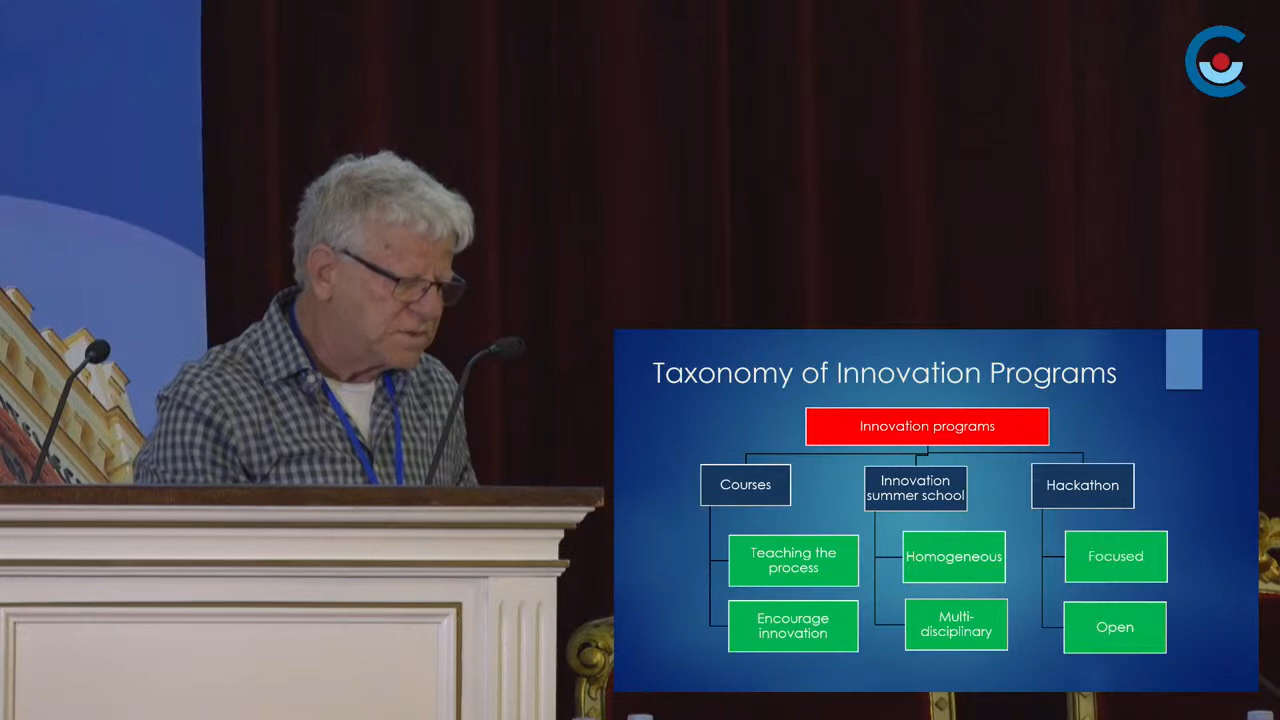 Taxonomy of Innovation Programs
Innovation programs
Courses
Innovation
summer school
Hackathon
Teaching the
process
Homogeneous
Focused
Encourage
innovation
Multi-
disciplinary
Open